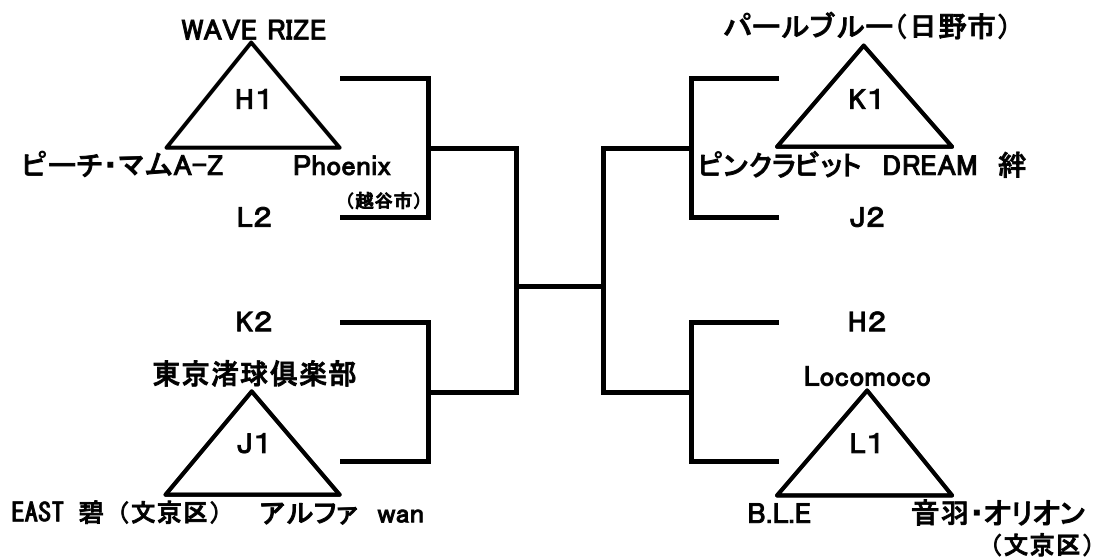 WAVE RIZE
H1
ピーチ・マムA-Z Phoenix
(越谷市)
L2
K2
東京渚球倶楽部
J1
EAST 碧 (文京区) アルファ wan
パールブルー(日野市)
K1
ピンクラビット DREAM 絆
J2
H2
Locomoco
L1
B.L.E 音羽・オリオン
(文京区)